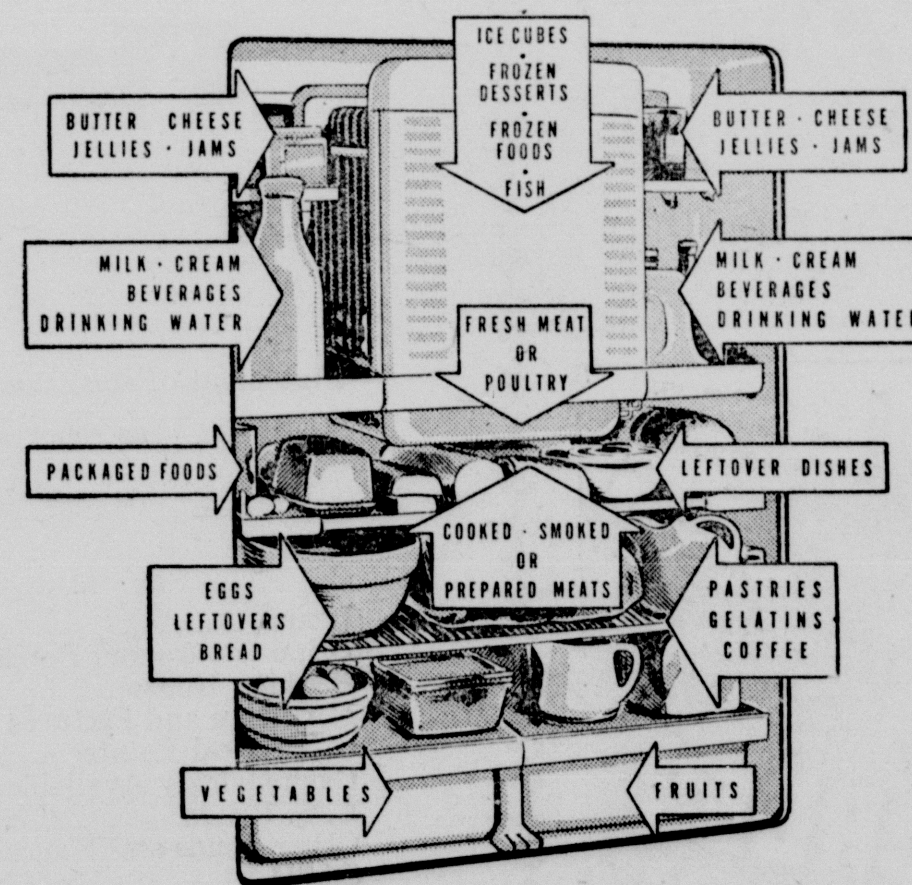 ICE CUBES
•
FROZEN
DESSERTS
•
FROZEN
FOODS
•
FISH
BUTTER CHEESE
JELLIES · JAMS
BUTTER · CHEESE
JELLIES · JAMS
MILK · CREAM
BEVERAGES
DRINKING WATER
MILK · CREAM
BEVERAGES
DRINKING WATER
FRESH MEAT
OR
POULTRY
PACKAGED FOODS
LEFTOVER DISHES
COOKED · SMOKED
OR
PREPARED MEATS
EGGS
LEFTOVERS
BREAD
PASTRIES
GELATINS
COFFEE
VEGETABLES
FRUITS